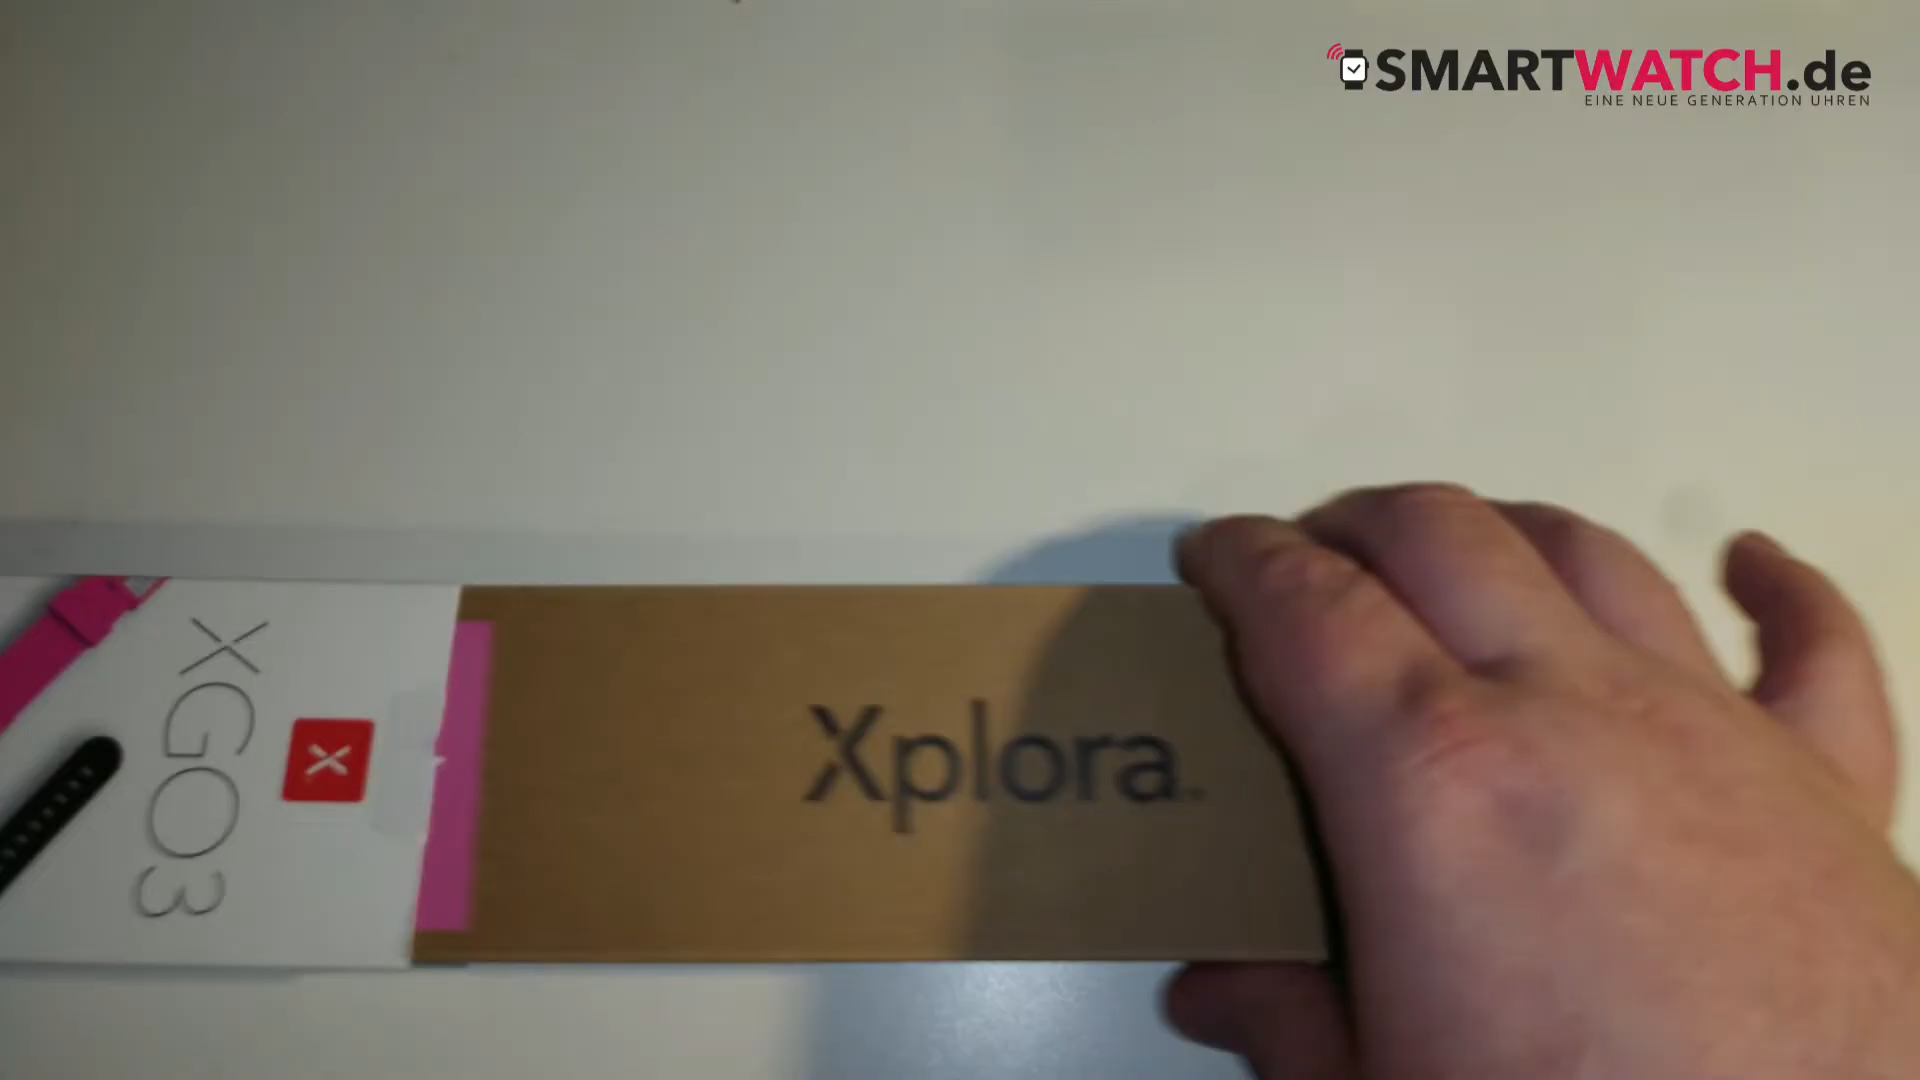 SMARTWATCH.de
EINE NEUE GENERATION UHREN
XGO3
X
Xplora